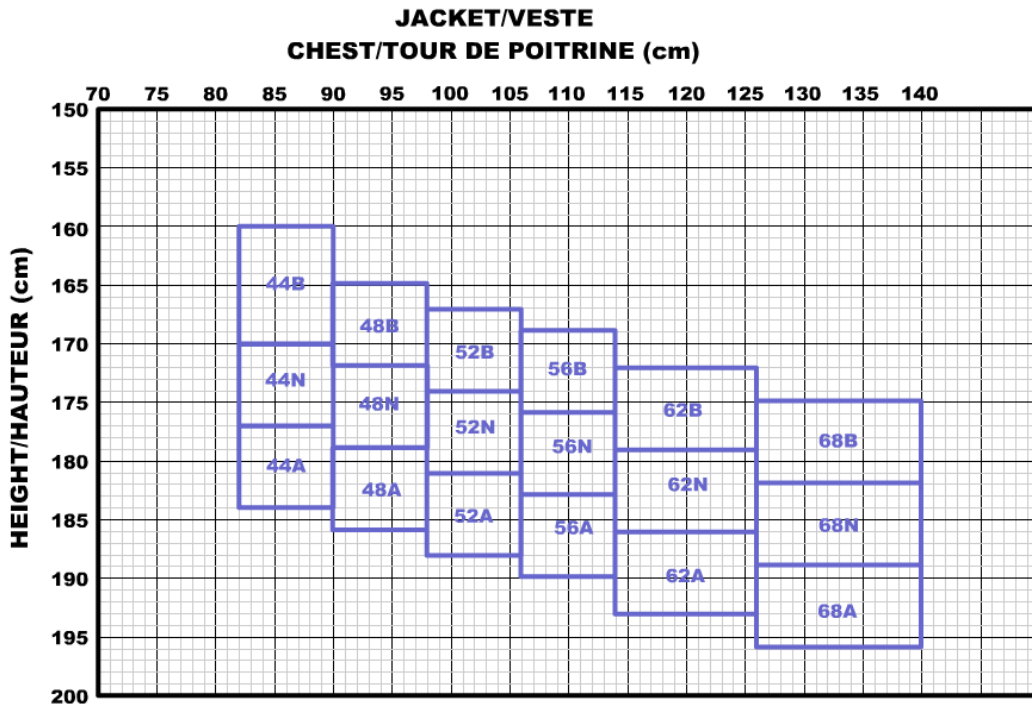 JACKET/VESTE
CHEST/TOUR DE POITRINE (cm)
70 75 80 85 90 95 100 105 110 115 120 125 130 135 140
HEIGHT/HAUTEUR (cm)
150
155
160
165
170
175
180
185
190
195
200
44B
44N
44A
48B
48N
48A
52B
52N
52A
56B
56N
56A
62B
62N
62A
68B
68N
68A